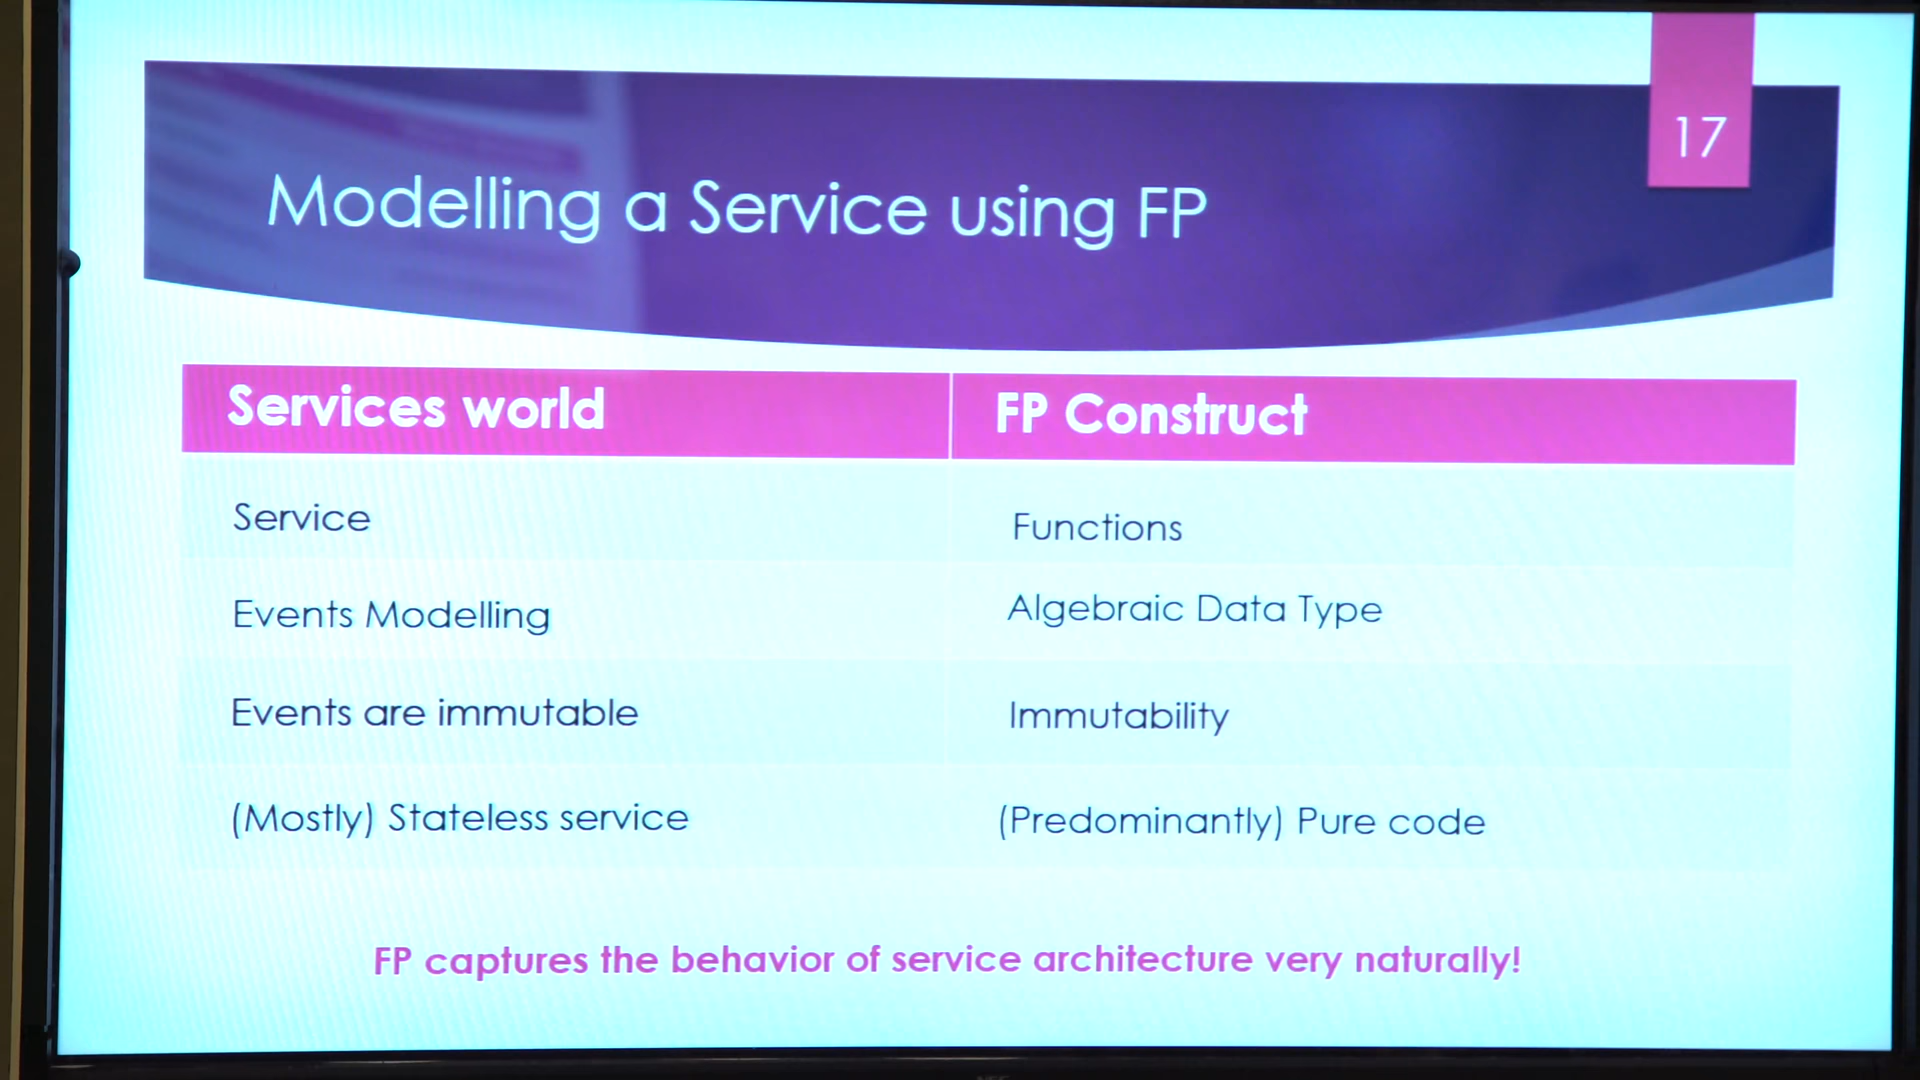 17
Modelling a Service using FP
Services world FP Construct
Service Functions
Events Modelling Algebraic Data Type
Events are immutable Immutability
(Mostly) Stateless service (Predominantly) Pure code
FP captures the behavior of service architecture very naturally!